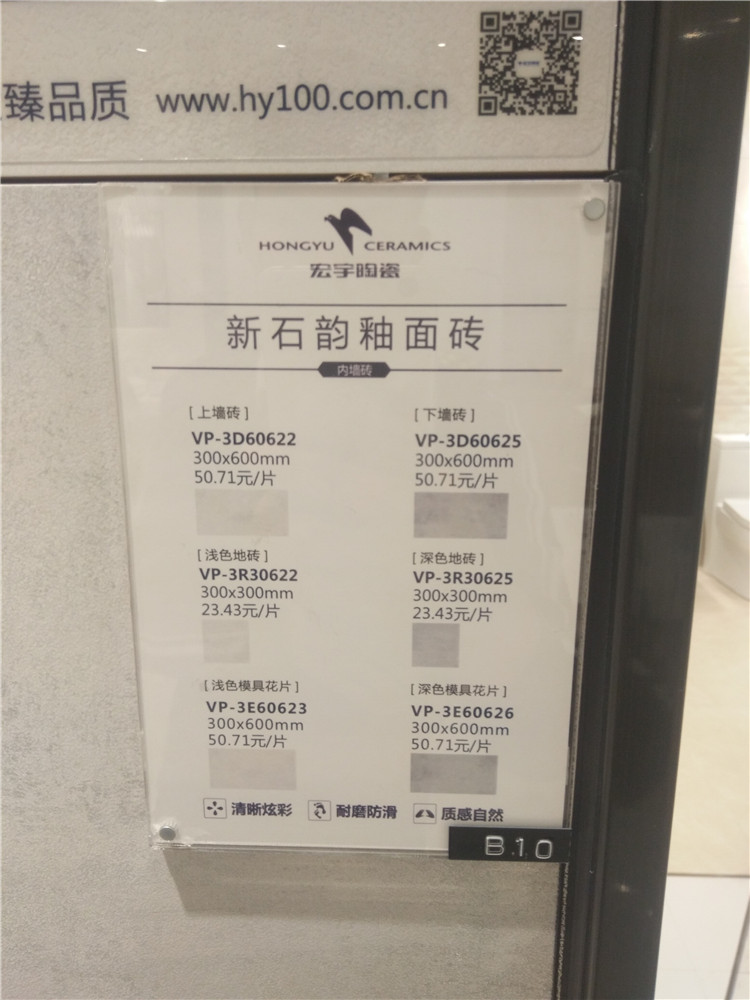 臻品质 www.hy100.com.cn
HONGYU CERAMICS
宏宇陶瓷
新石韵釉面砖
内墙砖
[上墙砖]
VP-3D60622
300x600mm
50.71元/片
[下墙砖]
VP-3D60625
300x600mm
50.71元/片
[浅色地砖]
VP-3R30622
300x300mm
23.43元/片
[深色地砖]
VP-3R30625
300x300mm
23.43元/片
[浅色模具花片]
VP-3E60623
300x600mm
50.71元/片
[深色模具花片]
VP-3E60626
300x600mm
50.71元/片
清晰炫彩 耐磨防滑 质感自然
B10